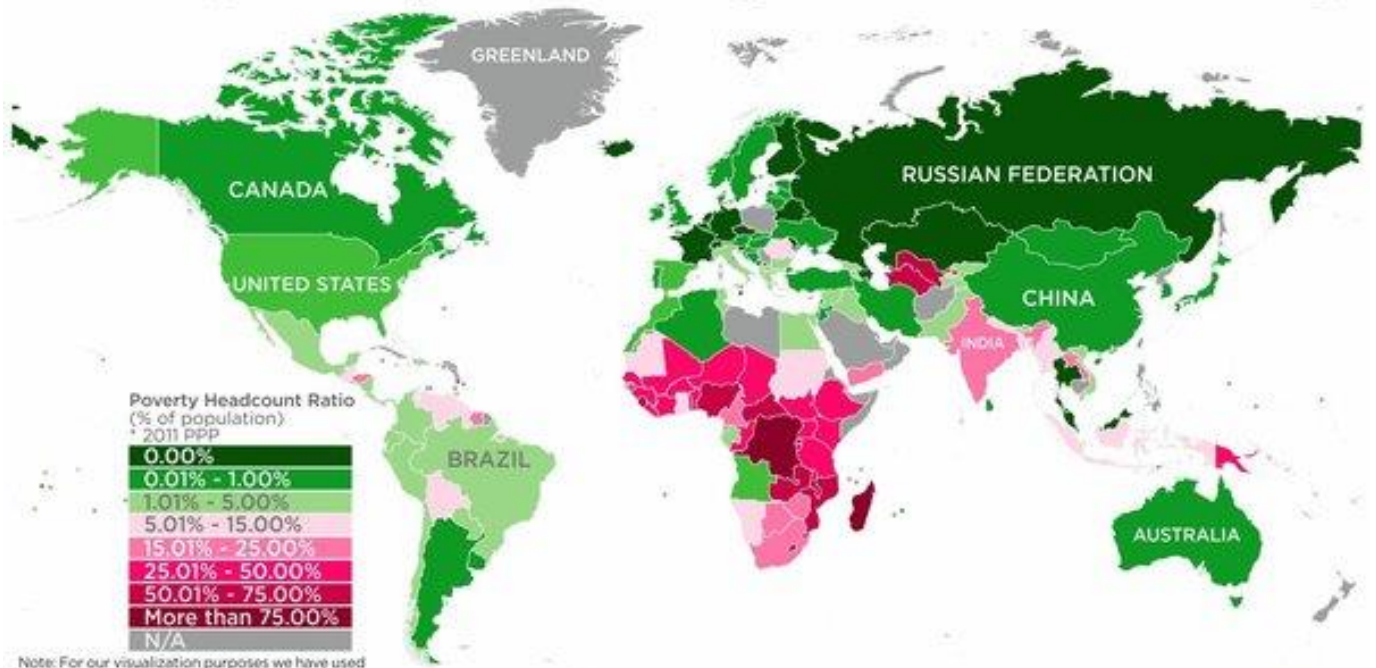 GREENLAND
CANADA
RUSSIAN FEDERATION
UNITED STATES
CHINA
INDIA
BRAZIL
AUSTRALIA
Poverty Headcount Ratio
(% of population)
* 2011 PPP
0.00%
0.01% - 1.00%
1.01% - 5.00%
5.01% - 15.00%
15.01% - 25.00%
25.01% - 50.00%
50.01% - 75.00%
More than 75.00%
N/A
Note: For our visualization purposes we have used